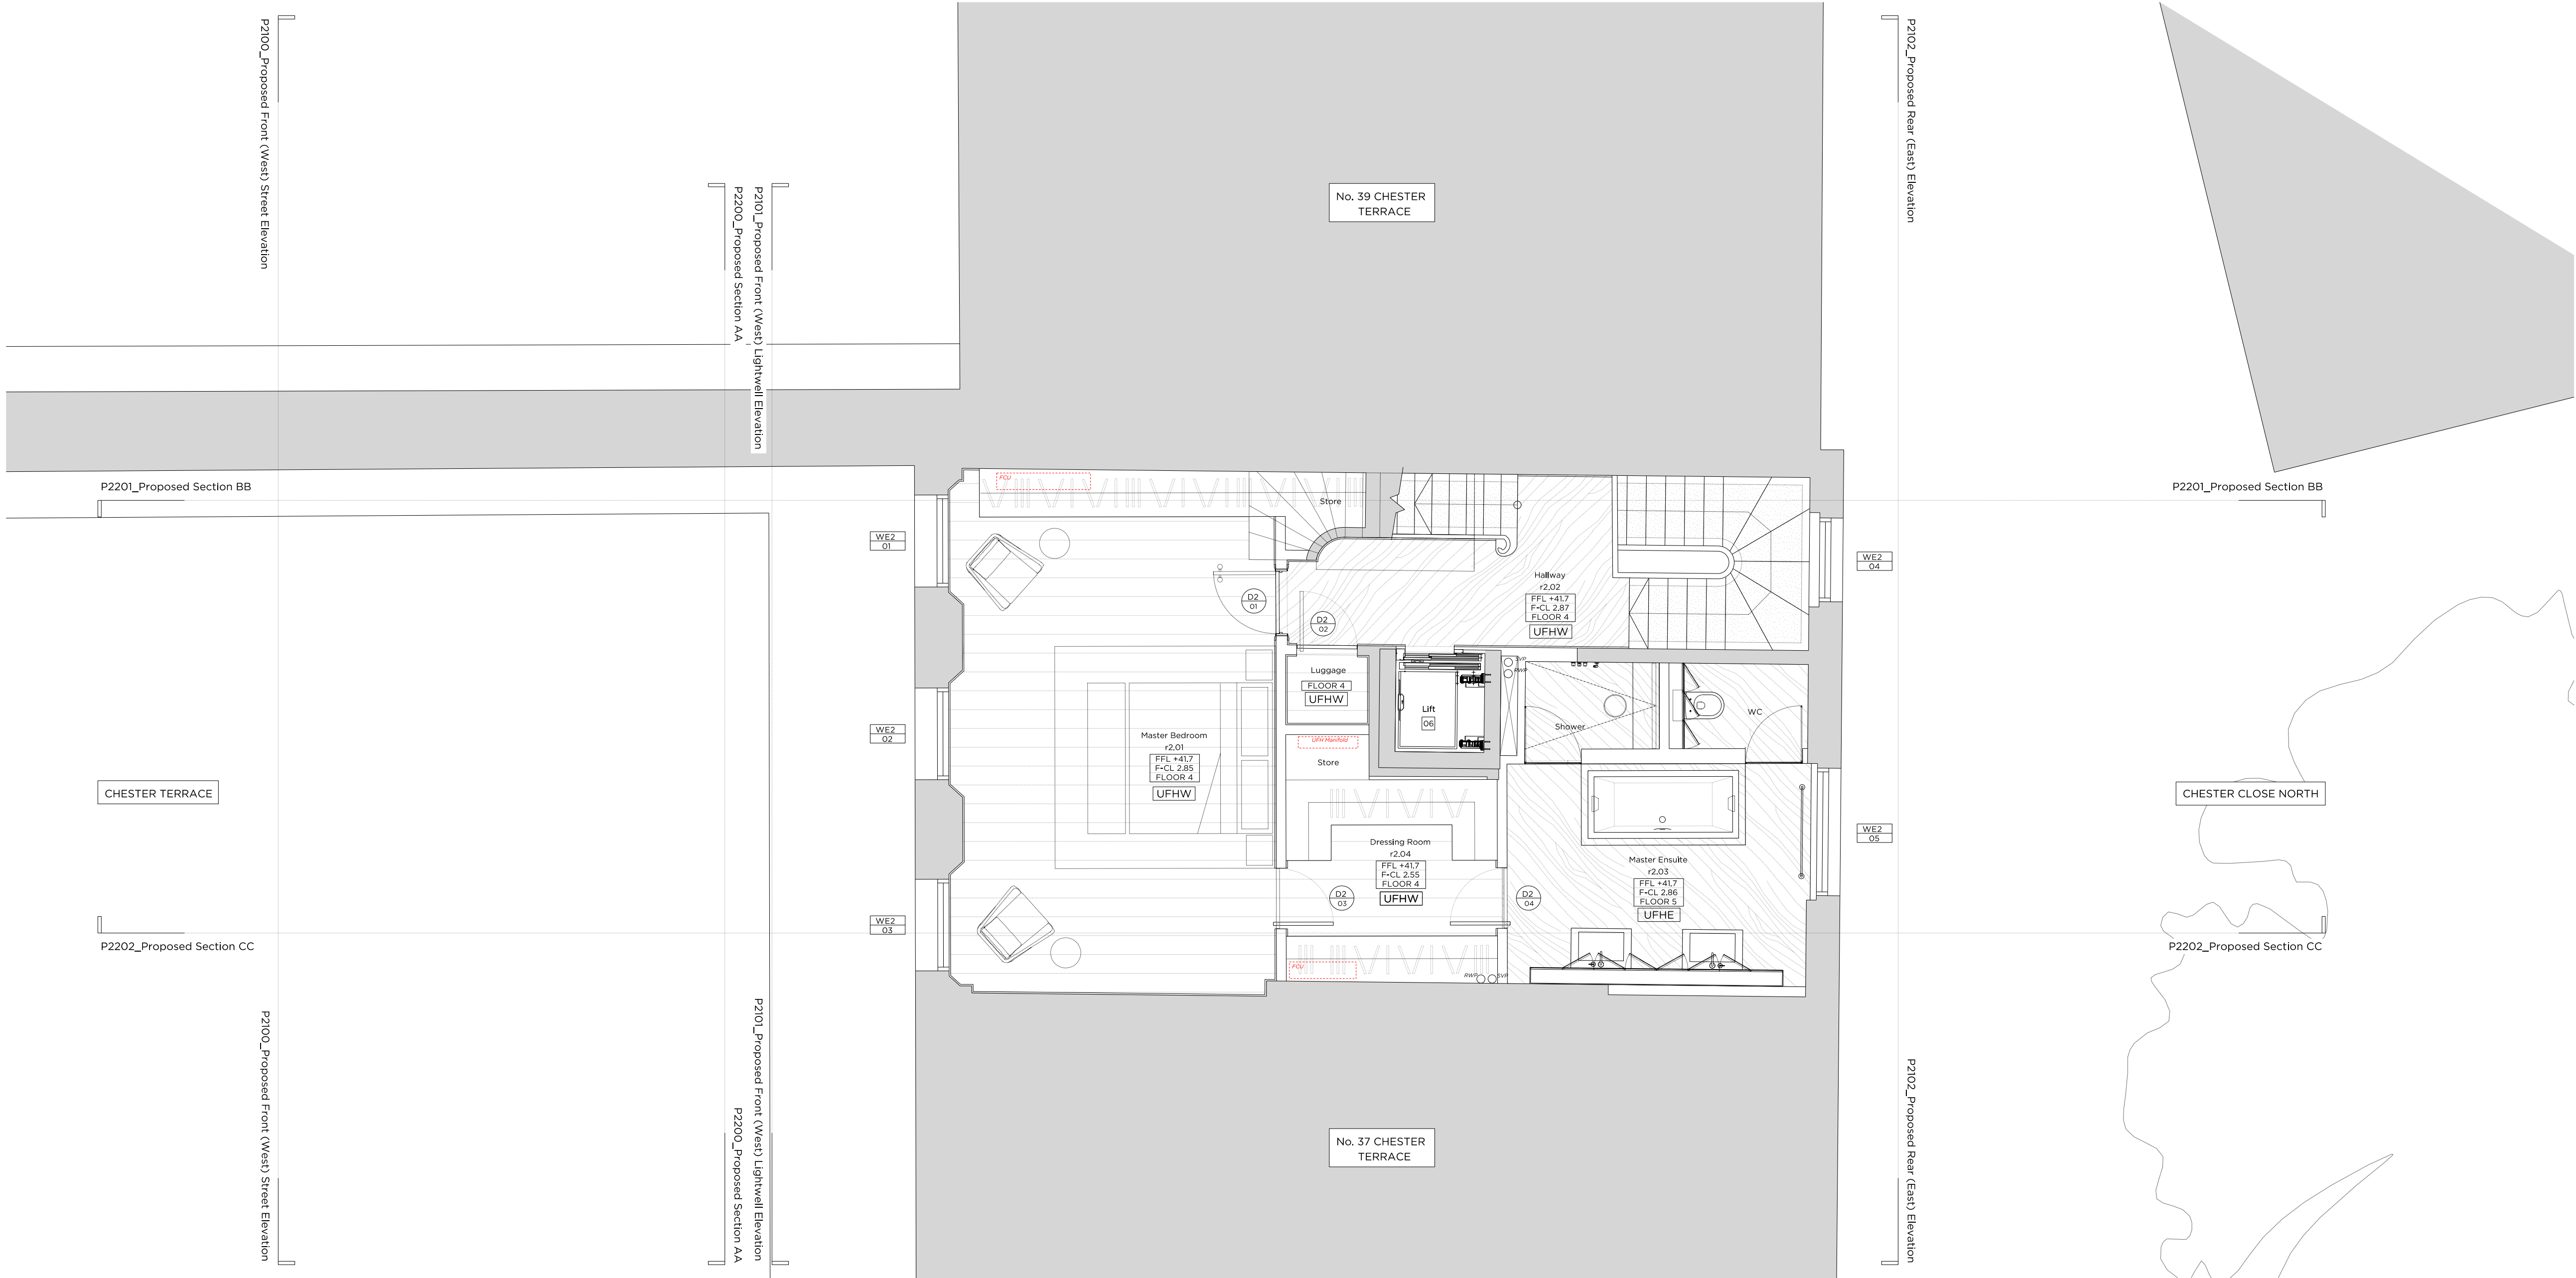 P2100_Proposed Front (West) Street Elevation
P2200_Proposed Section AA
P2101_Proposed Front (West) Lightwell Elevation
No. 39 CHESTER
TERRACE
P2102_Proposed Rear (East) Elevation
P2201_Proposed Section BB
P2201_Proposed Section BB
FCU
Store
WE2
01
WE2
04
Hallway
r2.02
FFL +41.7
F-CL 2.87
FLOOR 4
UFHW
D2
01
D2
02
Luggage
FLOOR 4
UFHW
SVP
RWP
Lift
06
Shower
WC
WE2
02
Master Bedroom
r2.01
FFL +41.7
F-CL 2.85
FLOOR 4
UFHW
UFH Manifold
Store
CHESTER TERRACE
CHESTER CLOSE NORTH
WE2
05
Dressing Room
r2.04
FFL +41.7
F-CL 2.55
FLOOR 4
UFHW
Master Ensuite
r2.03
FFL +41.7
F-CL 2.86
FLOOR 5
UFHE
D2
03
D2
04
WE2
03
P2202_Proposed Section CC
P2202_Proposed Section CC
FCU
RWP
SVP
P2100_Proposed Front (West) Street Elevation
P2200_Proposed Section AA
P2101_Proposed Front (West) Lightwell Elevation
No. 37 CHESTER
TERRACE
P2102_Proposed Rear (East) Elevation